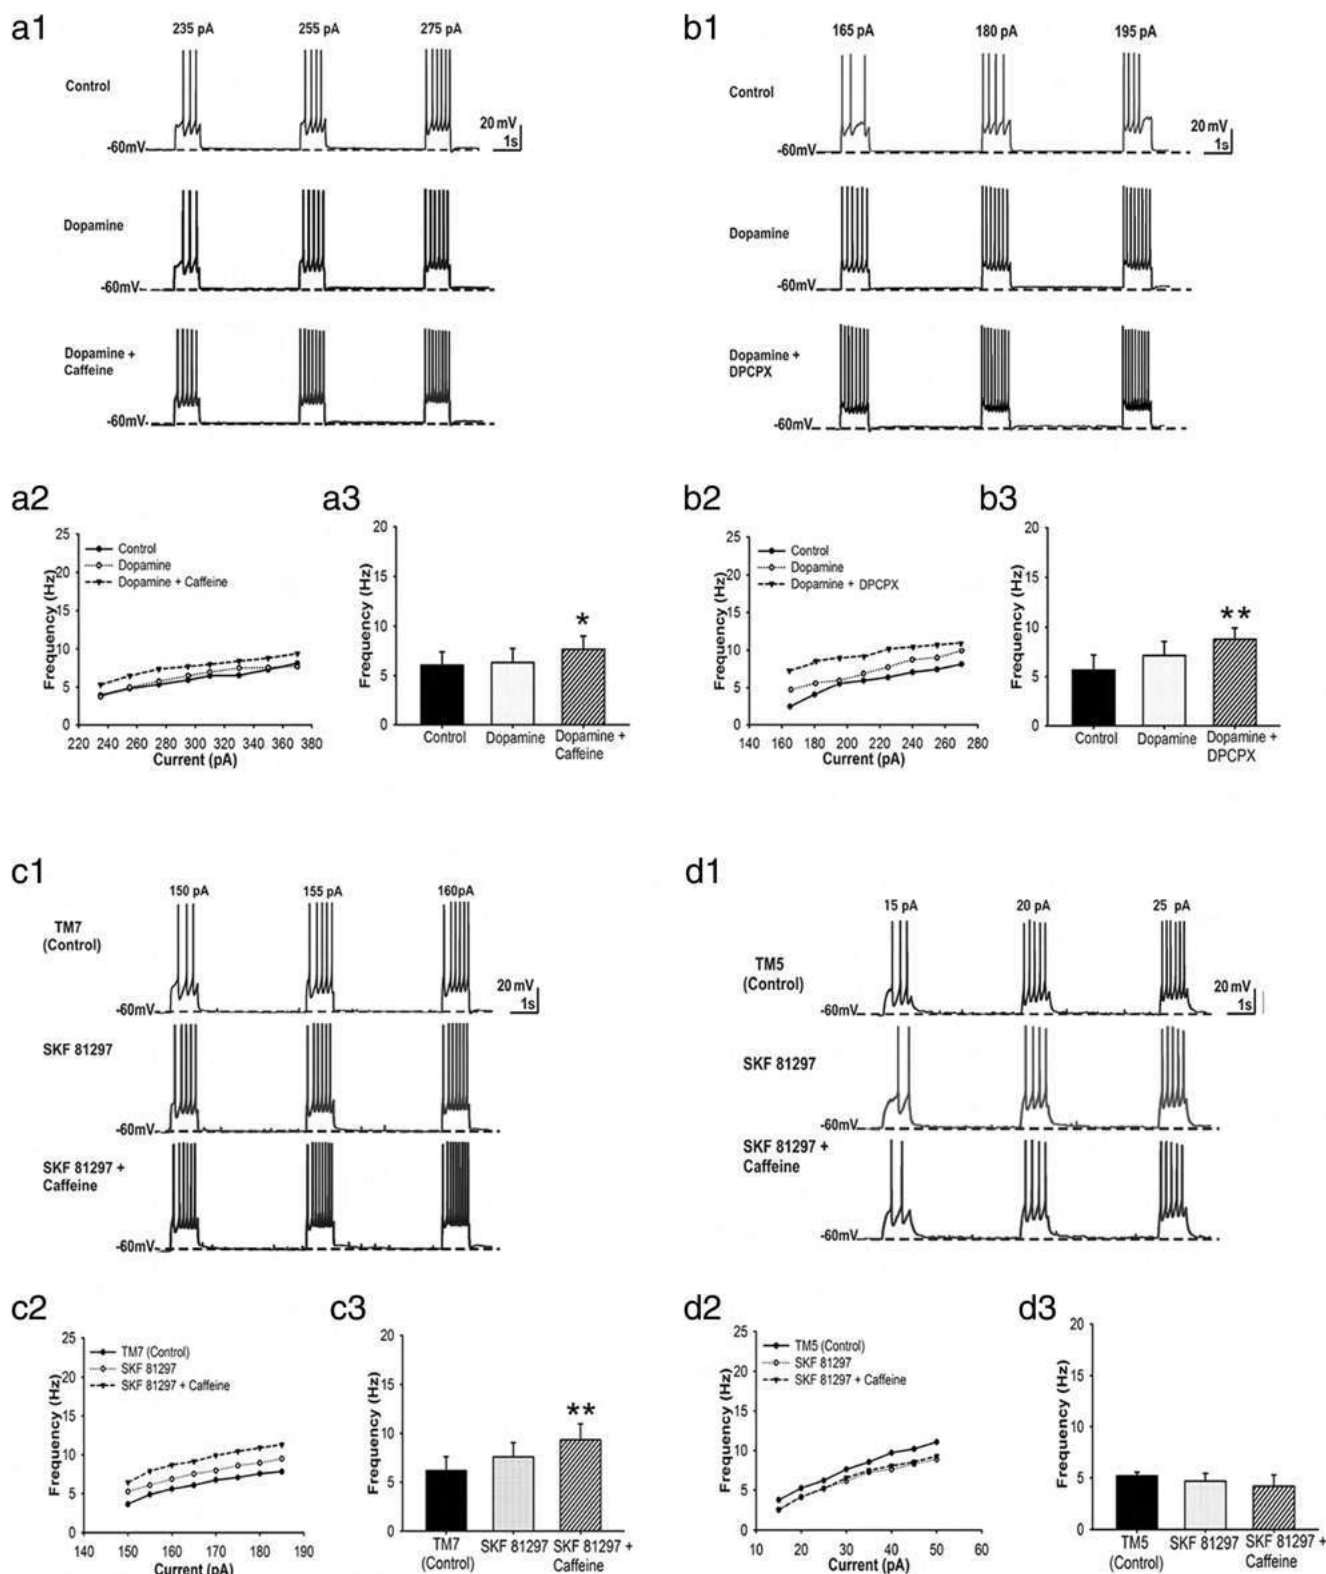 a1
235 pA 255 pA 275 pA
Control
20 mV
1s
-60mV
Dopamine
-60mV
Dopamine +
Caffeine
-60mV
b1
165 pA 180 pA 195 pA
Control
20 mV
1s
-60mV
Dopamine
-60mV
Dopamine +
DPCPX
-60mV
a2
Frequency (Hz)
25
20
15
10
5
0
Control
Dopamine
Dopamine + Caffeine
220 240 260 280 300 320 340 360 380
Current (pA)
a3
Frequency (Hz)
20
15
10
5
0
*
Control Dopamine Dopamine +
Caffeine
b2
Frequency (Hz)
25
20
15
10
5
0
Control
Dopamine
Dopamine + DPCPX
140 160 180 200 220 240 260 280
Current (pA)
b3
Frequency (Hz)
20
15
10
5
0
**
Control Dopamine Dopamine +
DPCPX
c1
150 pA 155 pA 160pA
TM7
(Control)
20 mV
1s
-60mV
SKF 81297
-60mV
SKF 81297 +
Caffeine
-60mV
d1
15 pA 20 pA 25 pA
TM5
(Control)
20 mV
1s
-60mV
SKF 81297
-60mV
SKF 81297 +
Caffeine
-60mV
c2
Frequency (Hz)
25
20
15
10
5
0
TM7 (Control)
SKF 81297
SKF 81297 + Caffeine
140 150 160 170 180 190
Current (pA)
c3
Frequency (Hz)
20
15
10
5
0
**
TM7
(Control)
SKF 81297
SKF 81297 +
Caffeine
d2
Frequency (Hz)
25
20
15
10
5
0
TM5 (Control)
SKF 81297
SKF 81297 + Caffeine
10 20 30 40 50 60
Current (pA)
d3
Frequency (Hz)
20
15
10
5
0
TM5
(Control)
SKF 81297
SKF 81297 +
Caffeine